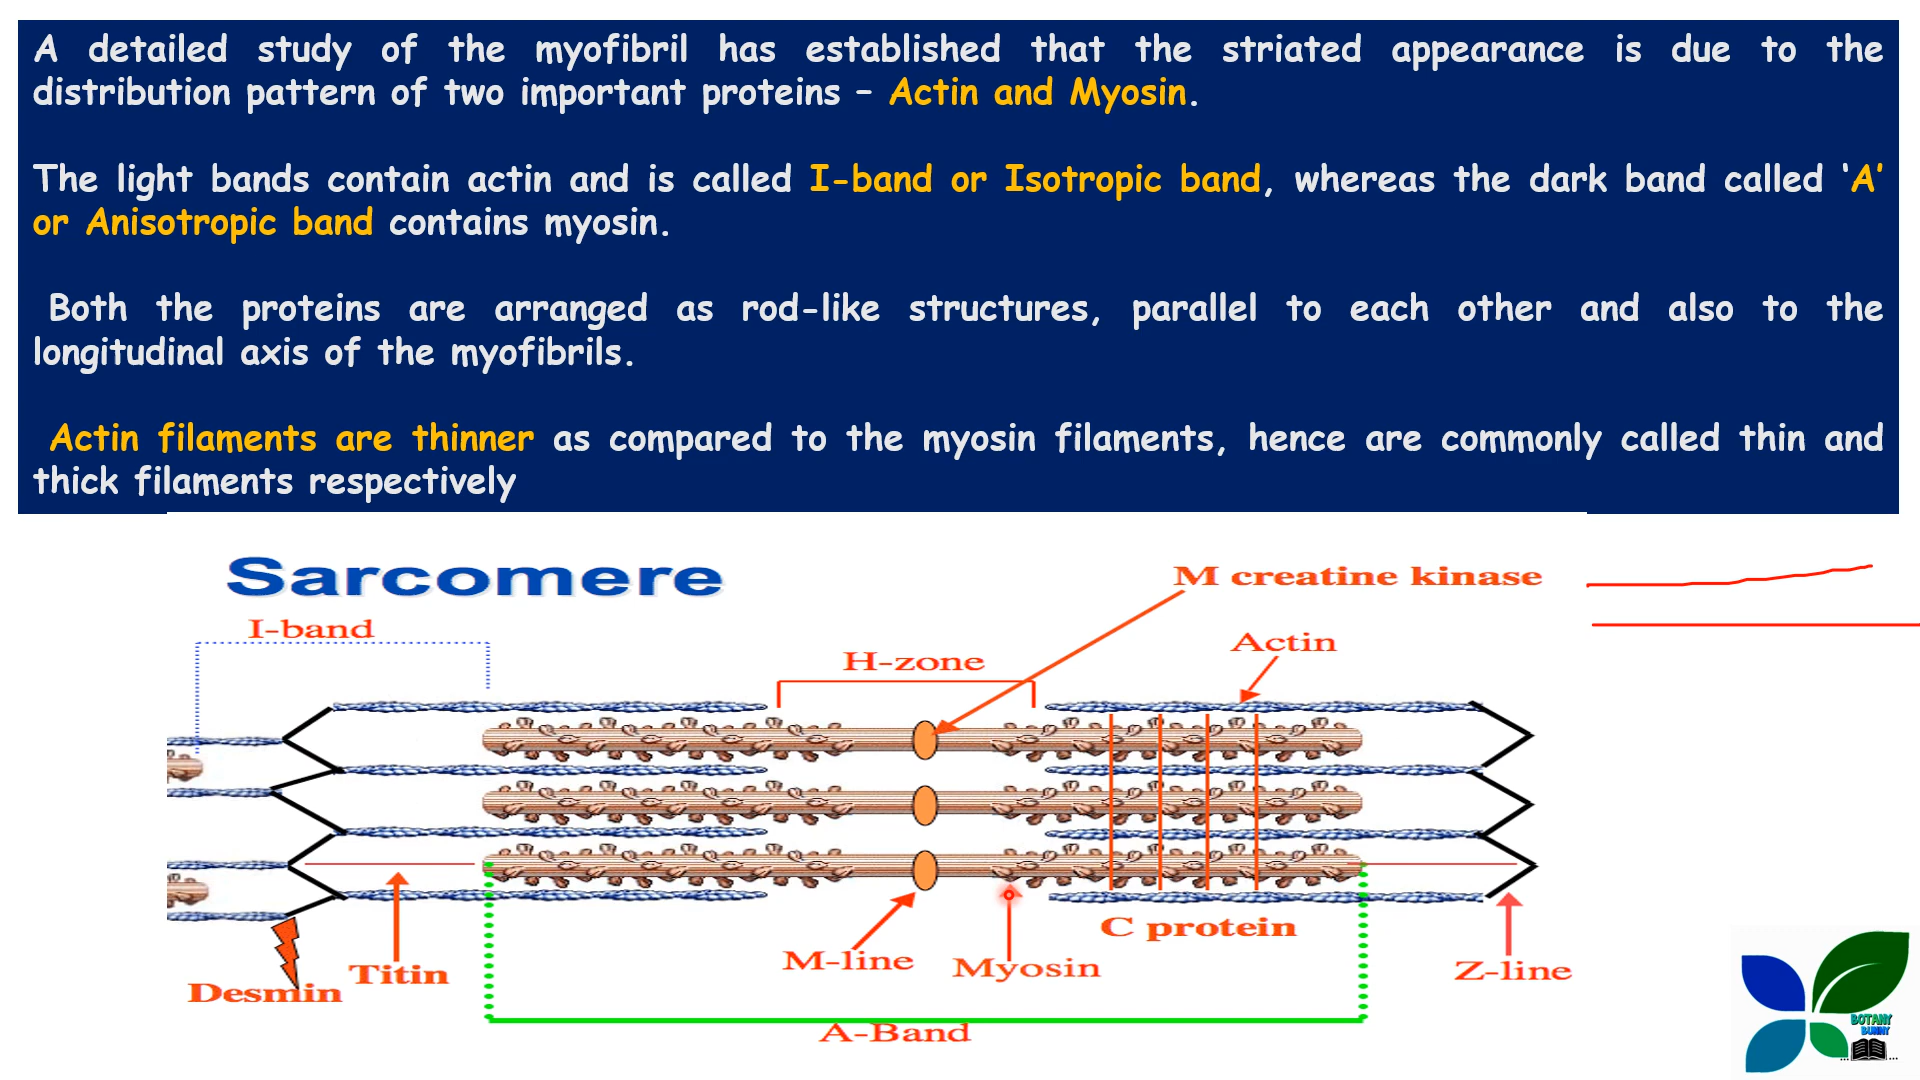 A detailed study of the myofibril has established that the striated appearance is due to the
distribution pattern of two important proteins – Actin and Myosin.
The light bands contain actin and is called I-band or Isotropic band, whereas the dark band called ‘A’
or Anisotropic band contains myosin.
Both the proteins are arranged as rod-like structures, parallel to each other and also to the
longitudinal axis of the myofibrils.
Actin filaments are thinner as compared to the myosin filaments, hence are commonly called thin and
thick filaments respectively
Sarcomere
M creatine kinase
I-band
Actin
H-zone
C protein
M-line
Myosin
Z-line
Titin
Desmin
A-Band
BOTANY
BUNNY